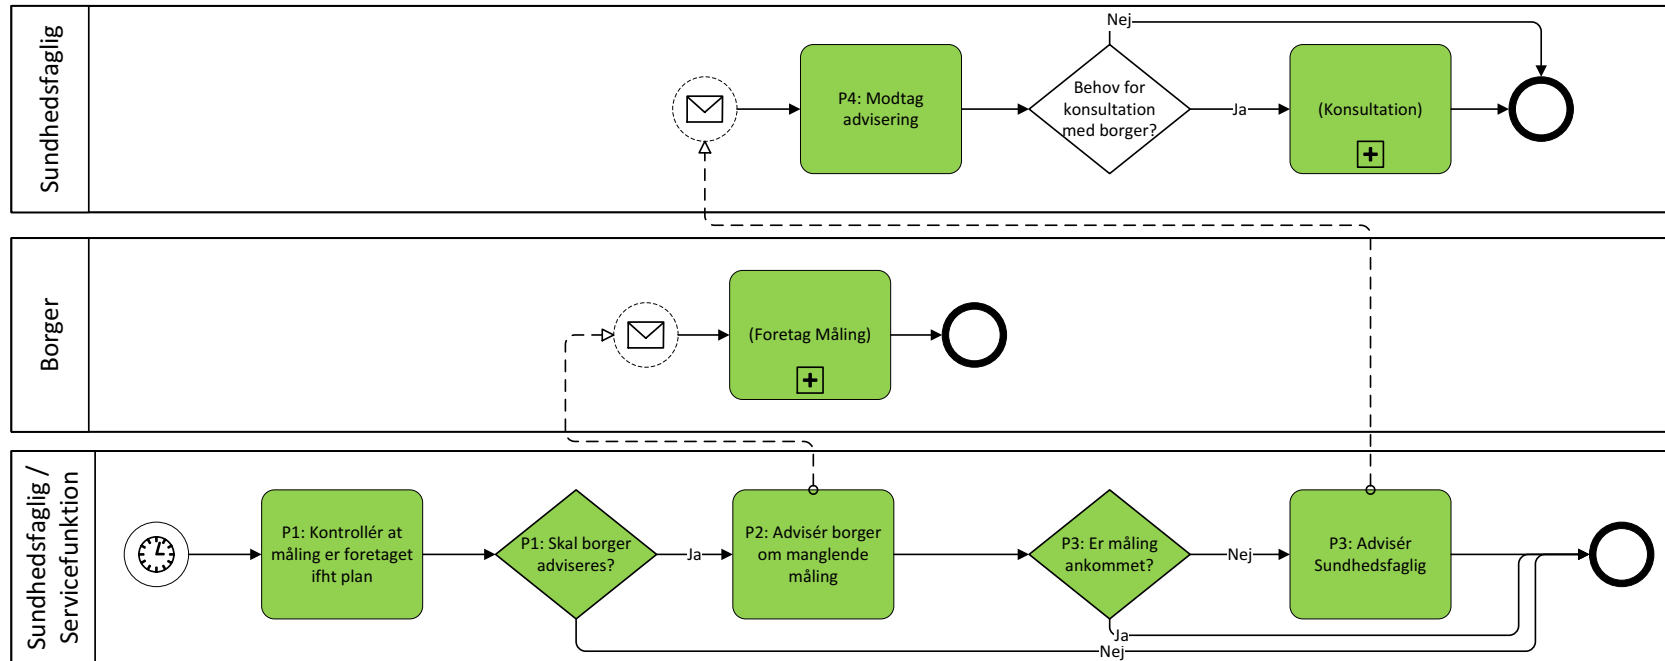 Sundhedsfaglig
Nej
P4: Modtag
advisering
Behov for
konsultation
med borger?
Ja
(Konsultation)
Borger
(Foretag Måling)
Sundhedsfaglig /
Servicefunktion
P1: Kontrollér at
måling er foretaget
ifht plan
P1: Skal borger
adviseres?
Ja
P2: Advisér borger
om manglende
måling
P3: Er måling
ankommet?
Nej
P3: Advisér
Sundhedsfaglig
Ja
Nej